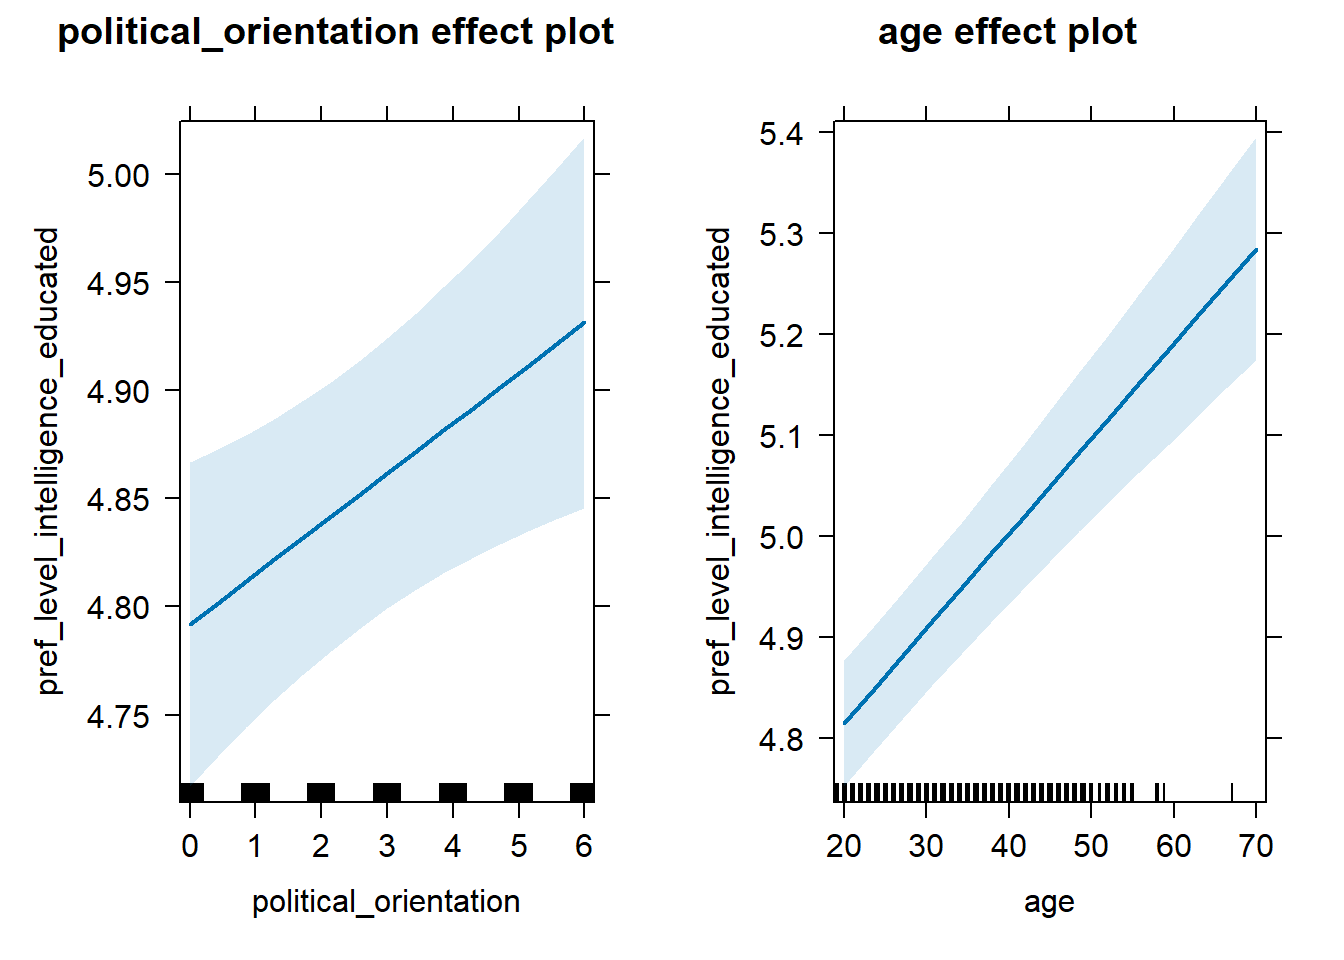 political_orientation effect plot
pref_level_intelligence_educated
5.00
4.95
4.90
4.85
4.80
4.75
0 1 2 3 4 5 6
political_orientation
age effect plot
pref_level_intelligence_educated
5.4
5.3
5.2
5.1
5.0
4.9
4.8
20 30 40 50 60 70
age